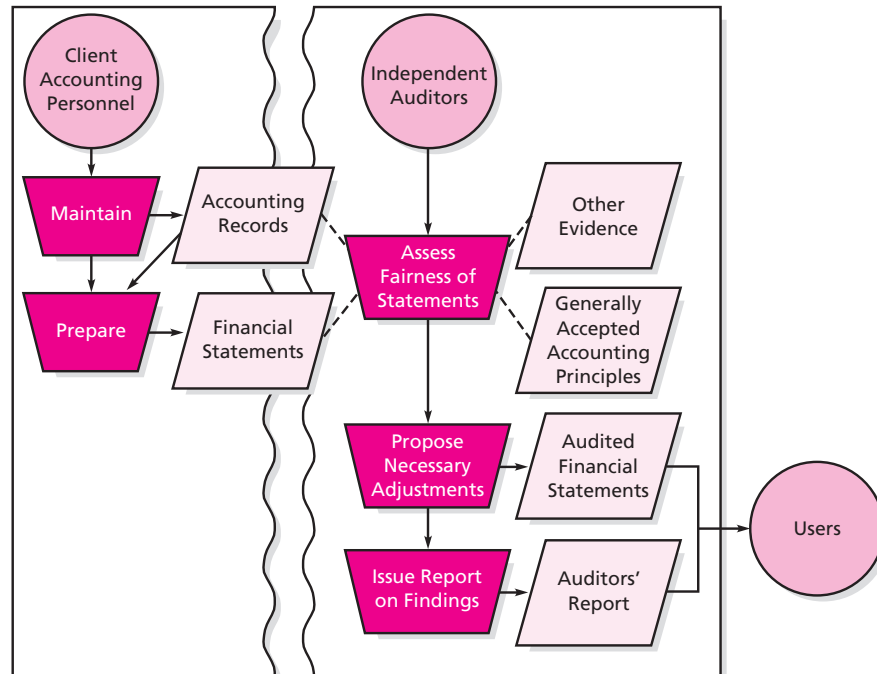 Client
Accounting
Personnel
Independent
Auditors
Maintain
Accounting
Records
Other
Evidence
Assess
Fairness of
Statements
Prepare
Financial
Statements
Generally
Accepted
Accounting
Principles
Propose
Necessary
Adjustments
Audited
Financial
Statements
Users
Issue Report
on Findings
Auditors’
Report